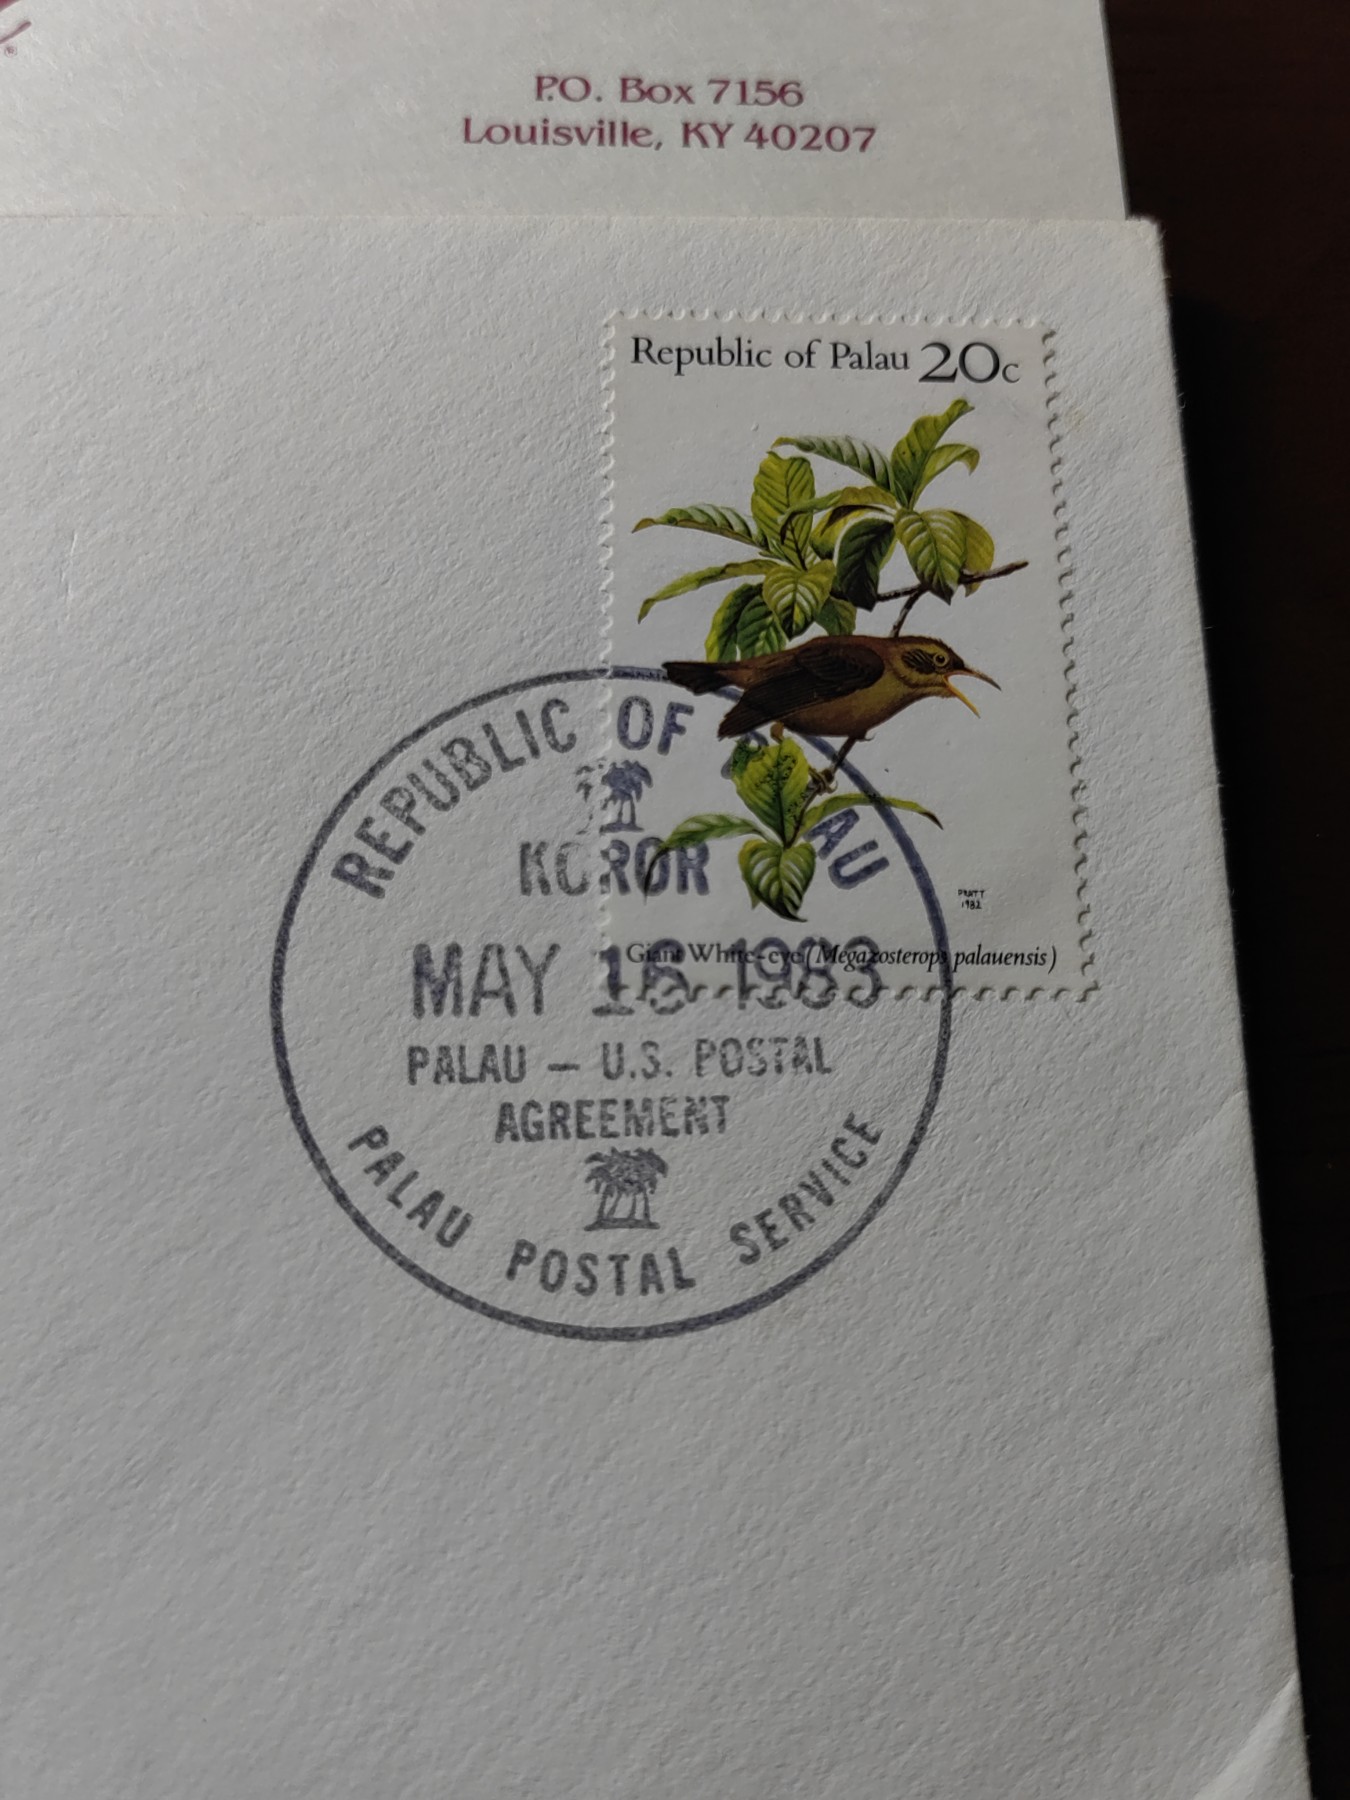 P.O. Box 7156
Louisville, KY 40207
Republic of Palau 20c
PRATT
1982
Giant White-eye (Megazosterops palauensis)
REPUBLIC OF PALAU
KOROR
MAY 16 1983
PALAU – U.S. POSTAL
AGREEMENT
PALAU POSTAL SERVICE